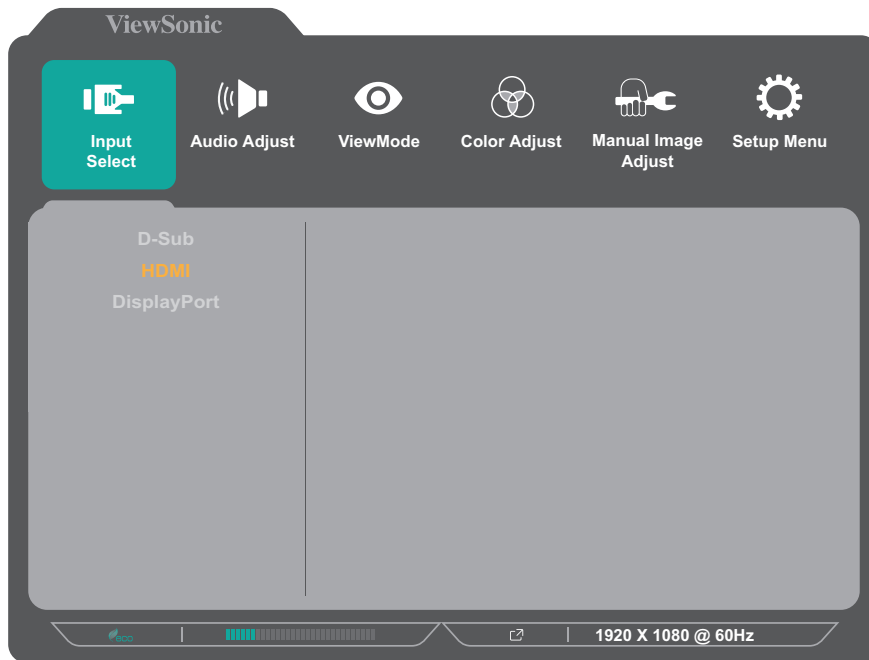 ViewSonic
Input
Select
Audio Adjust
ViewMode
Color Adjust
Manual Image
Adjust
Setup Menu
D-Sub
HDMI
DisplayPort
eco
1920 X 1080 @ 60Hz